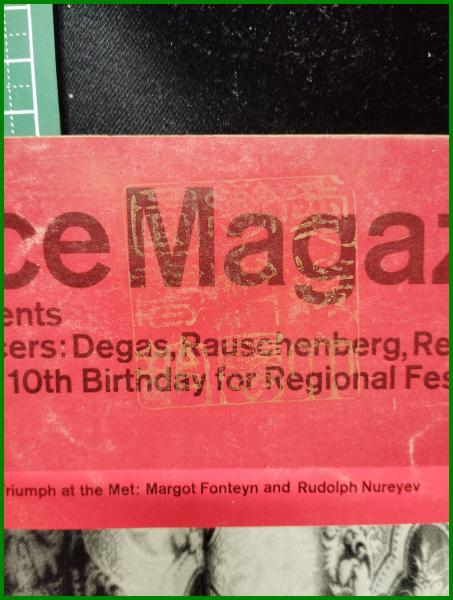 ce Magaz
ents
cers: Degas, Rauschenberg, Re
10th Birthday for Regional Fes
Triumph at the Met: Margot Fonteyn and Rudolph Nureyev